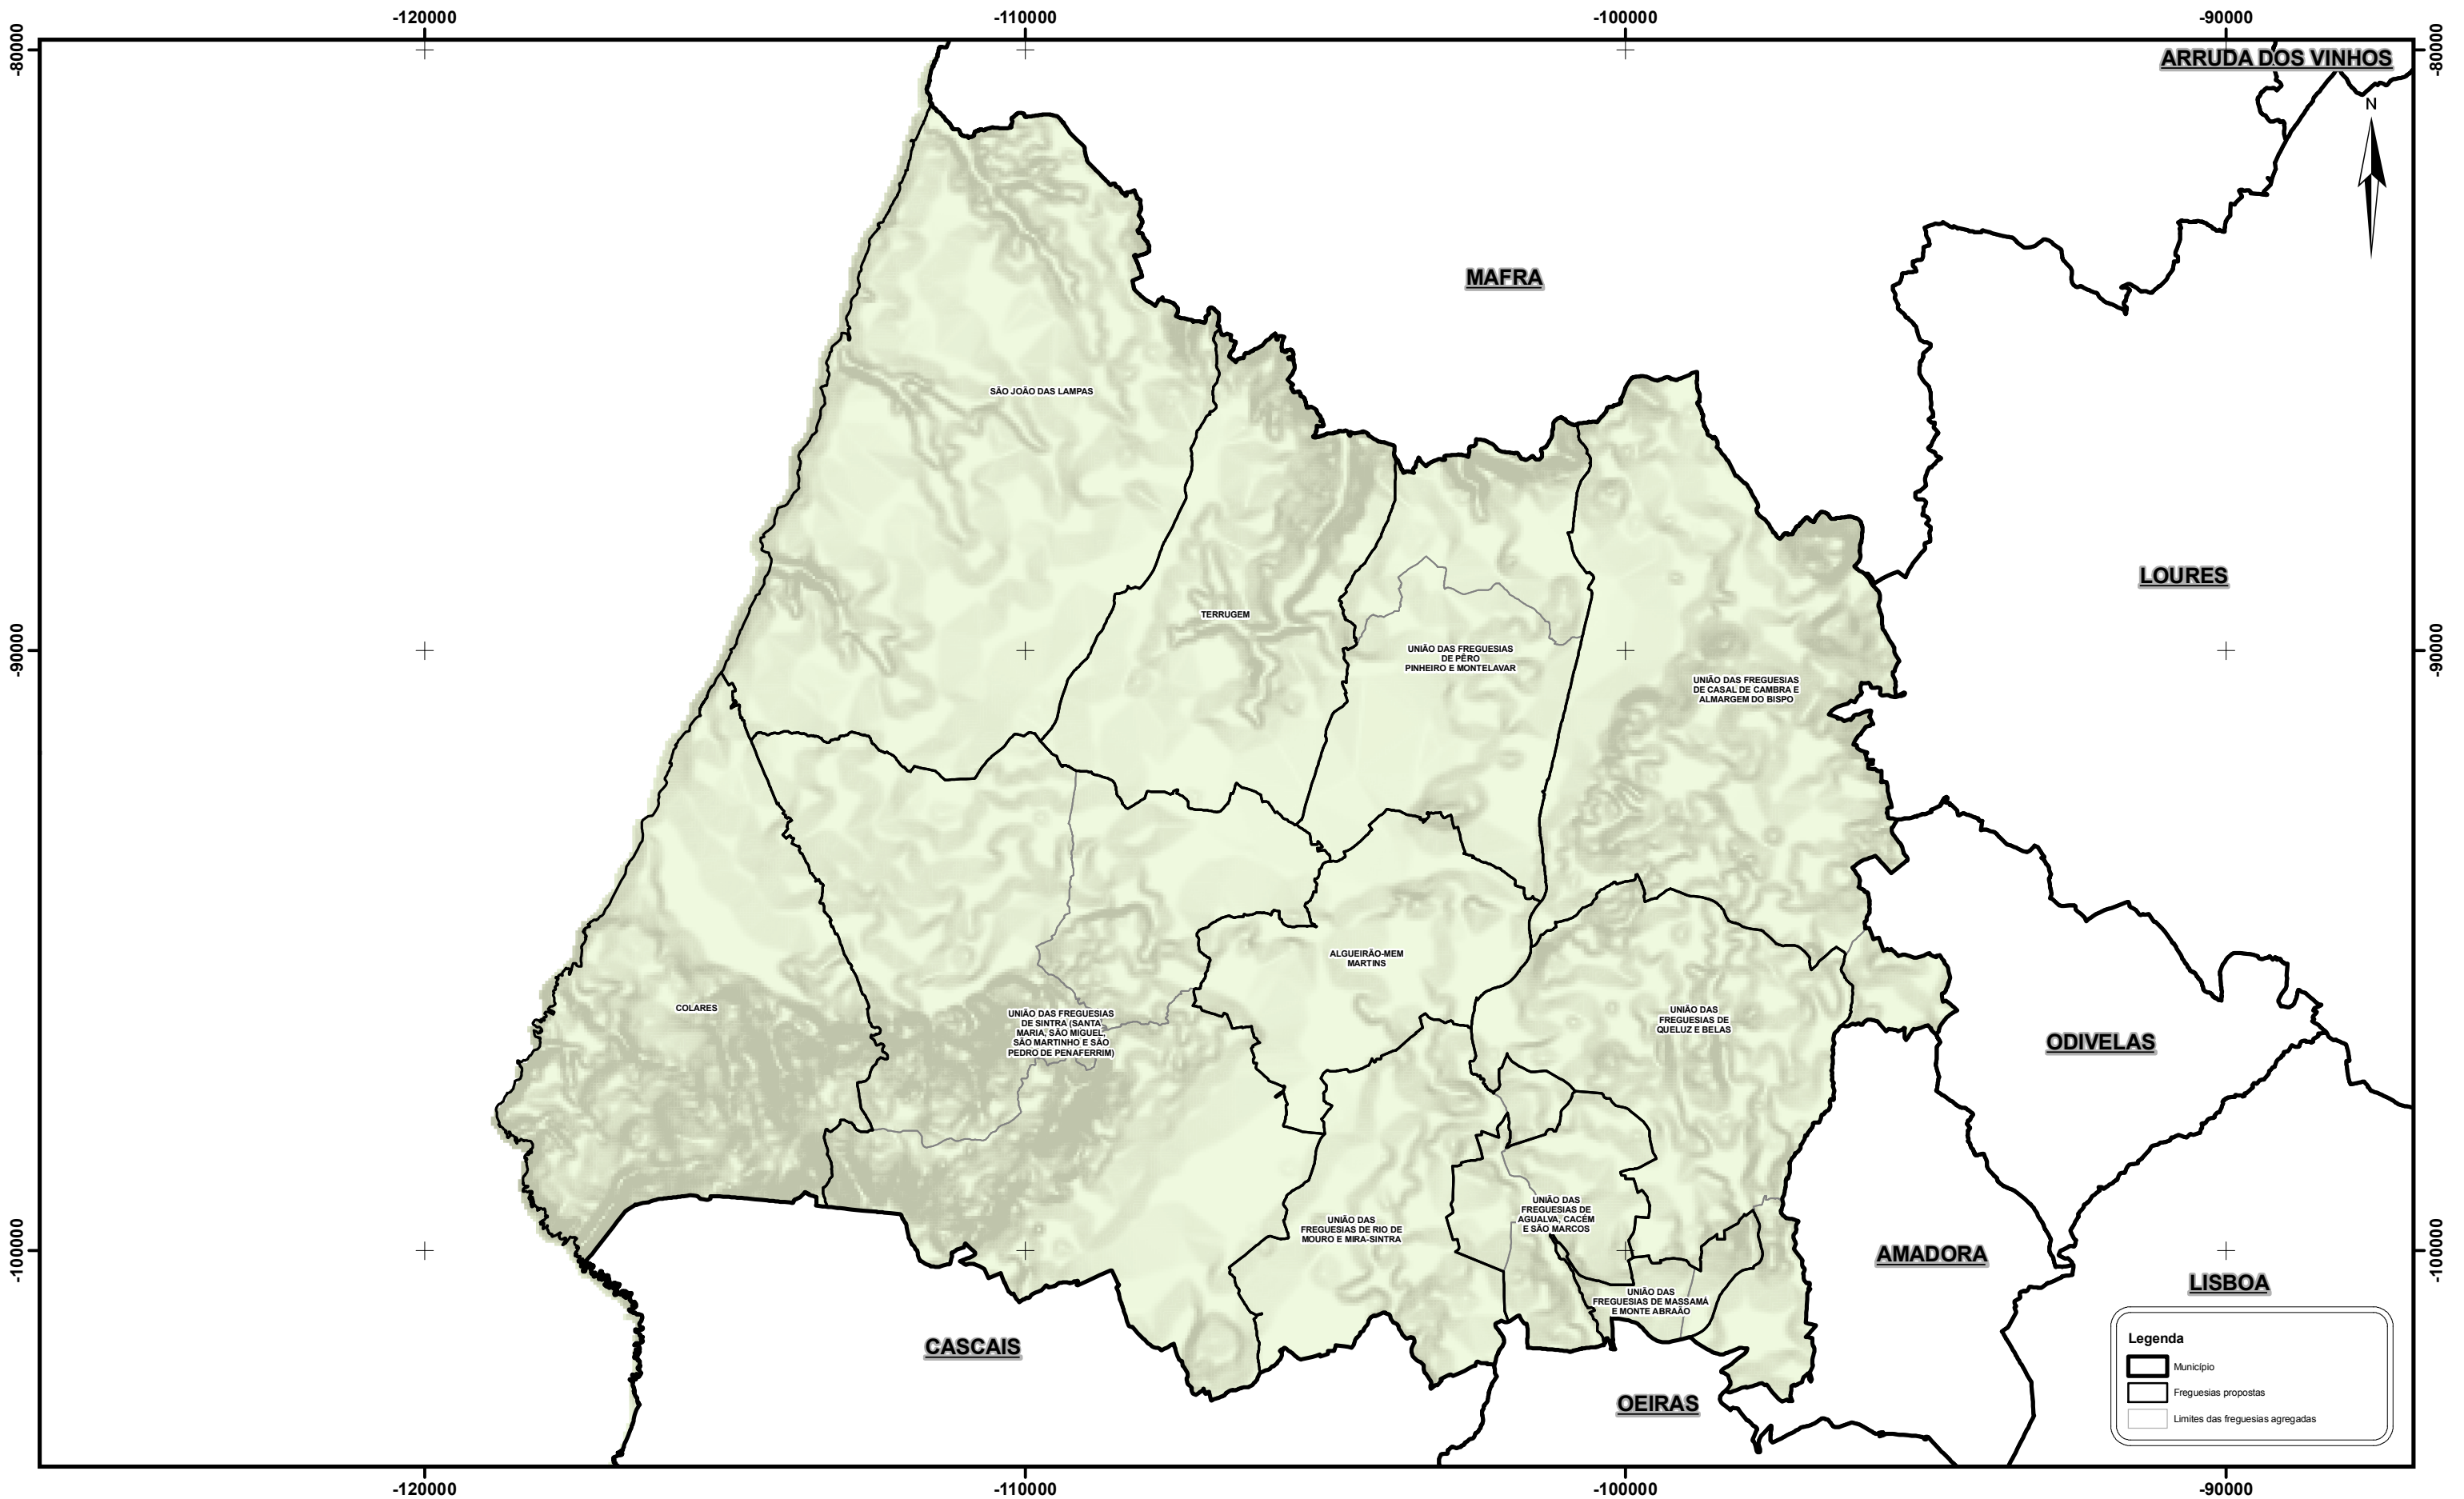 -120000
-110000
-100000
-90000
-80000
-80000
ARRUDA DOS VINHOS
N
MAFRA
SÃO JOÃO DAS LAMPAS
LOURES
TERRUGEM
-90000
-90000
UNIÃO DAS FREGUESIAS
DE PÊRO
PINHEIRO E MONTELAVAR
UNIÃO DAS FREGUESIAS
DE CASAL DE CAMBRA E
ALMARGEM DO BISPO
ALGUEIRÃO-MEM
MARTINS
COLARES
UNIÃO DAS FREGUESIAS
DE SINTRA (SANTA
MARIA, SÃO MIGUEL,
SÃO MARTINHO E SÃO
PEDRO DE PENAFERRIM)
UNIÃO DAS
FREGUESIAS DE
QUELUZ E BELAS
ODIVELAS
UNIÃO DAS
FREGUESIAS DE RIO DE
MOURO E MIRA-SINTRA
UNIÃO DAS
FREGUESIAS DE
AGUALVA, CACÉM
E SÃO MARCOS
-100000
-100000
AMADORA
LISBOA
UNIÃO DAS
FREGUESIAS DE MASSAMÁ
E MONTE ABRAÃO
CASCAIS
OEIRAS
Legenda
Município
Freguesias propostas
Limites das freguesias agregadas
-120000
-110000
-100000
-90000